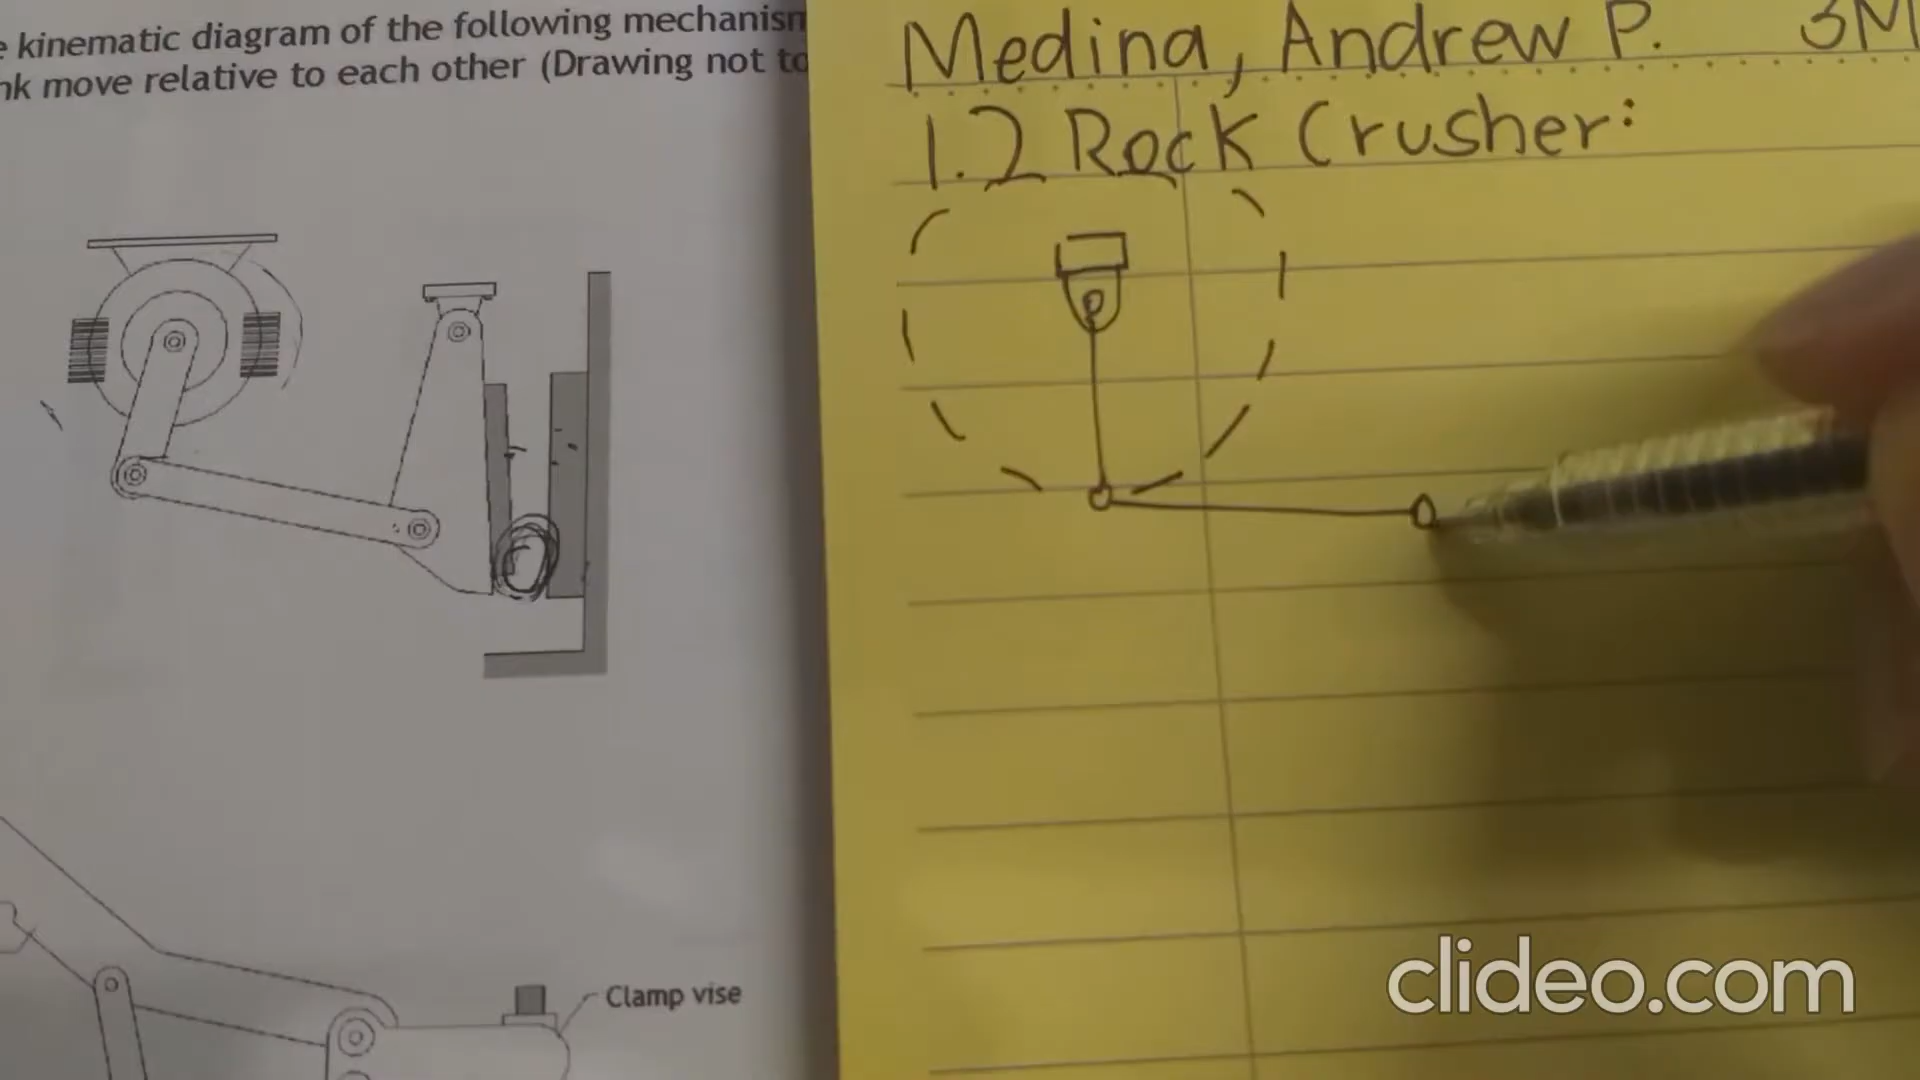 kinematic diagram of the following mechanism
move relative to each other (Drawing not to
Clamp vise
Medina, Andrew P. 3M
1.2 Rock Crusher:
clideo.com